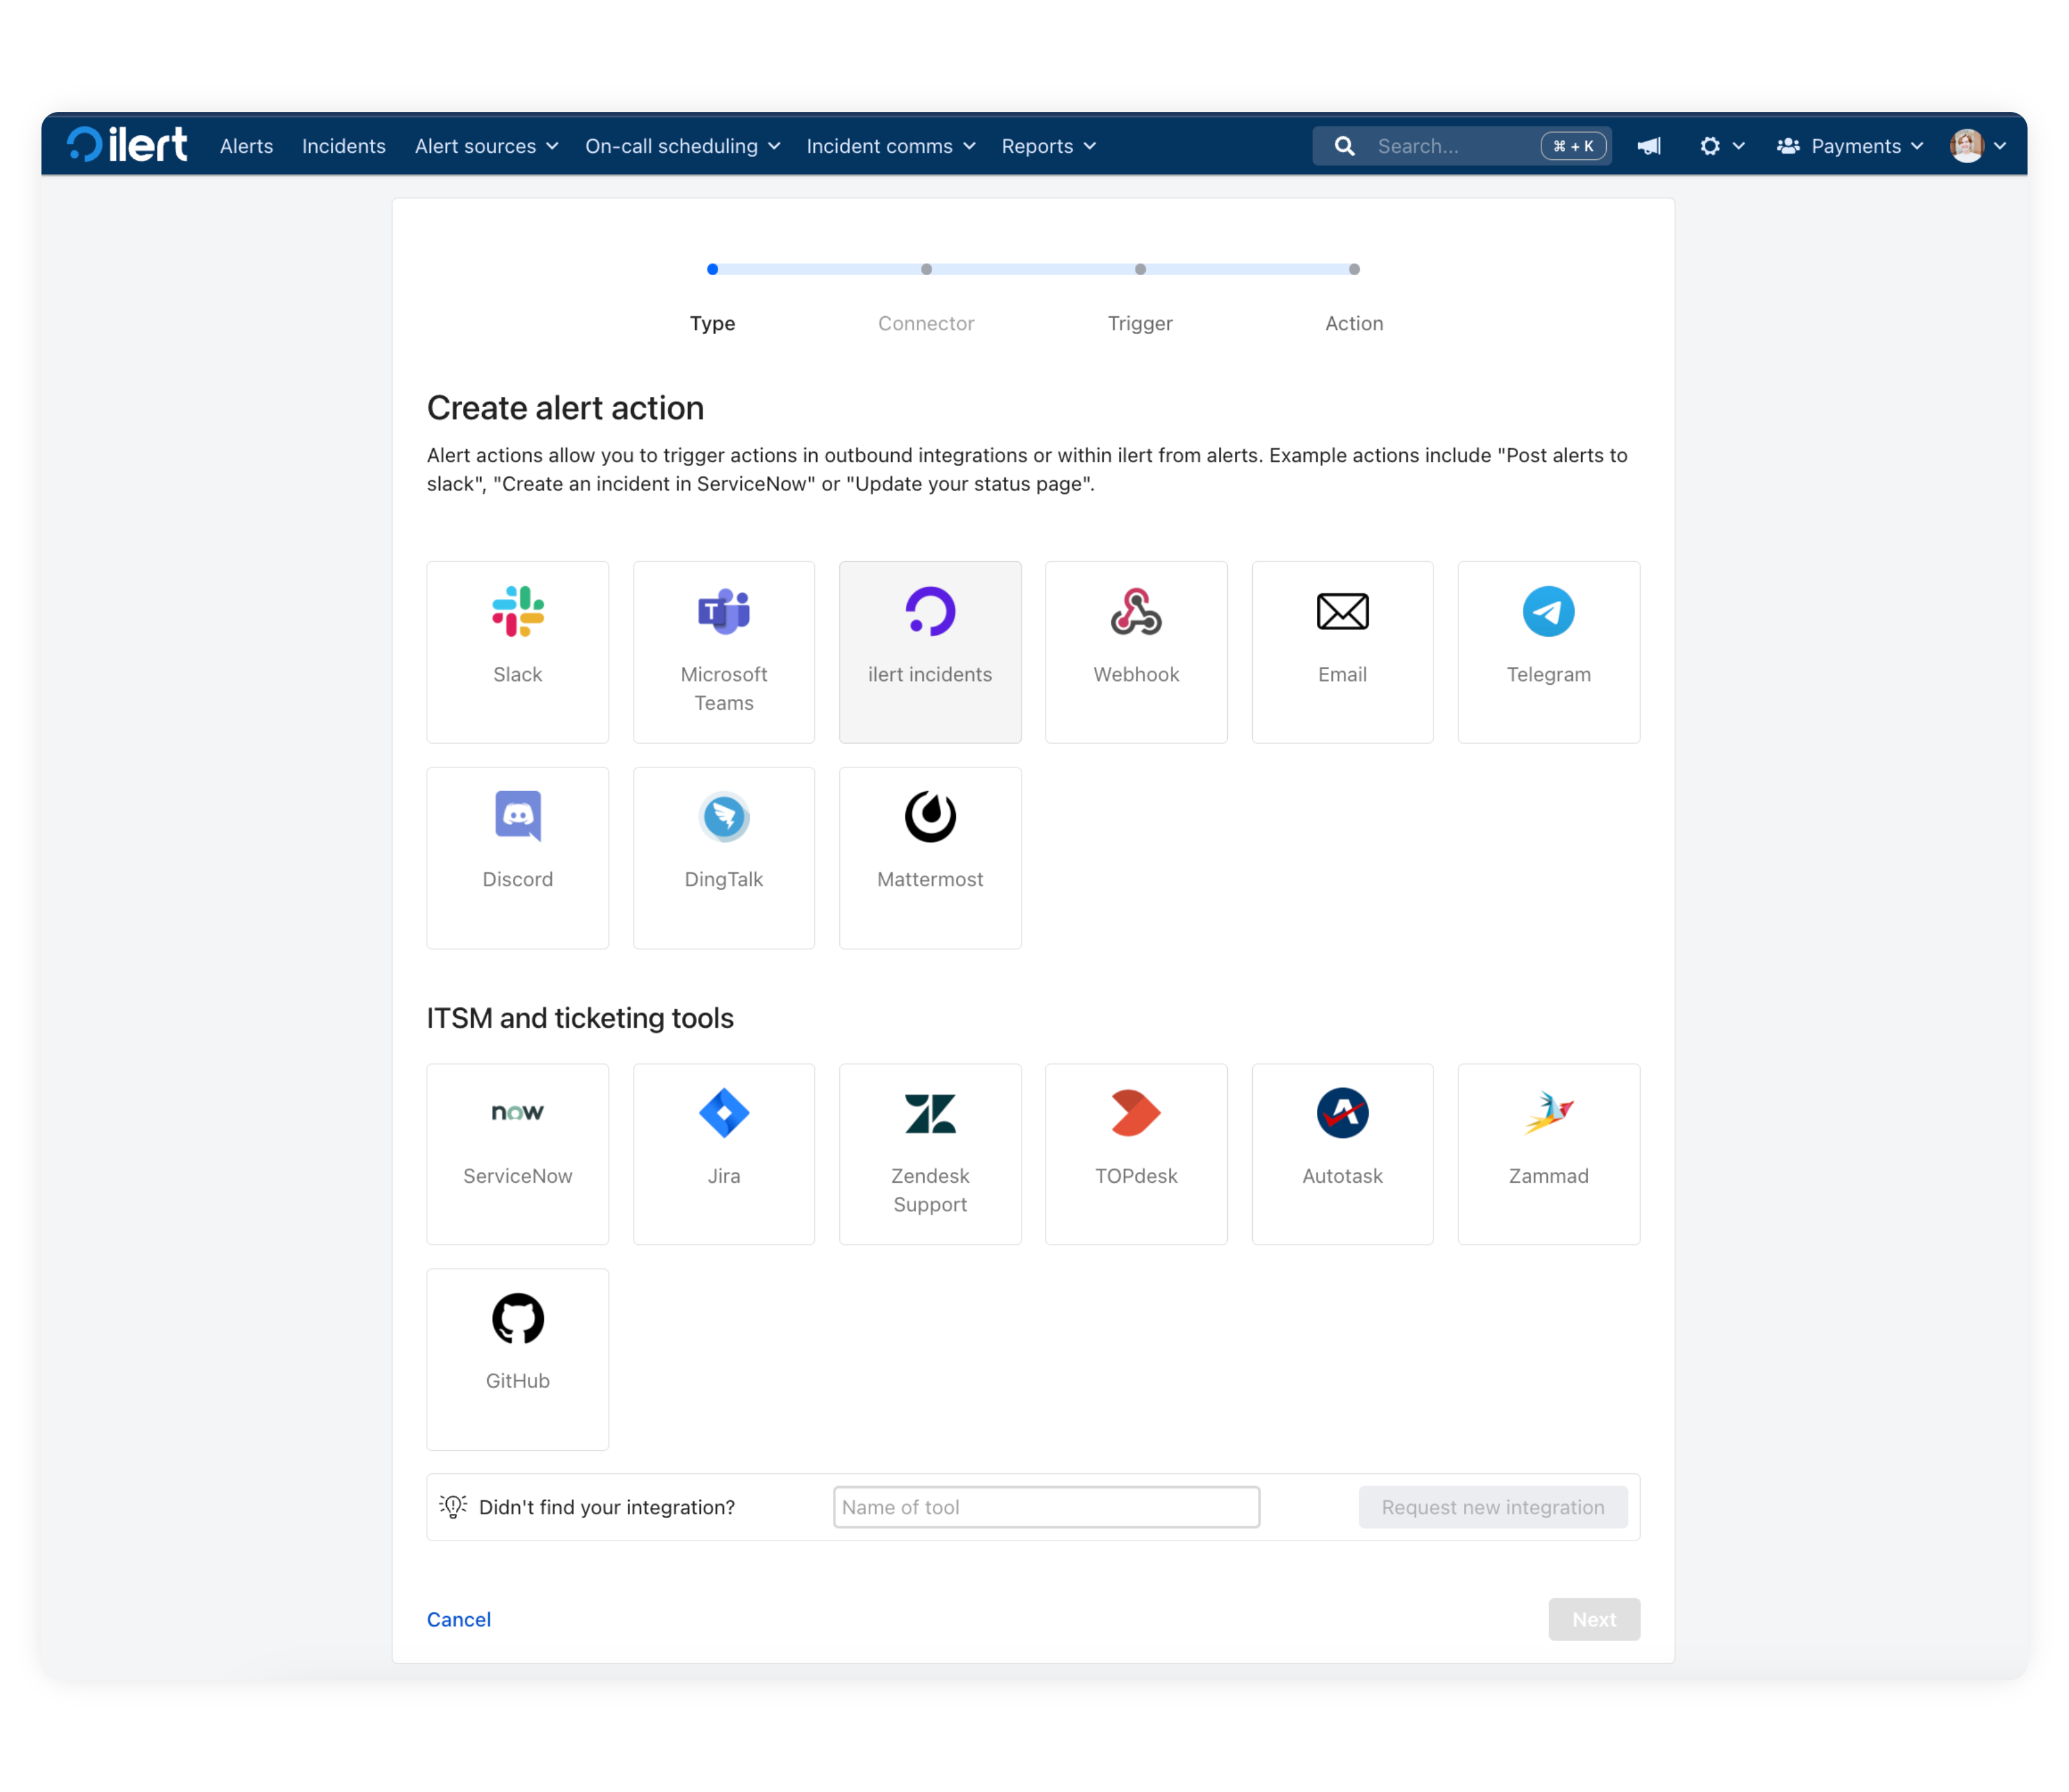 ilert Alerts Incidents Alert sources On-call scheduling Incident comms Reports Search... ⌘ + K Payments
Type Connector Trigger Action
Create alert action
Alert actions allow you to trigger actions in outbound integrations or within ilert from alerts. Example actions include "Post alerts to
slack", "Create an incident in ServiceNow" or "Update your status page".
T
Slack Microsoft ilert incidents Webhook Email Telegram
Teams
Discord DingTalk Mattermost
ITSM and ticketing tools
now
ServiceNow Jira Zendesk TOPdesk Autotask Zammad
Support
GitHub
Didn't find your integration? Name of tool Request new integration
Cancel Next